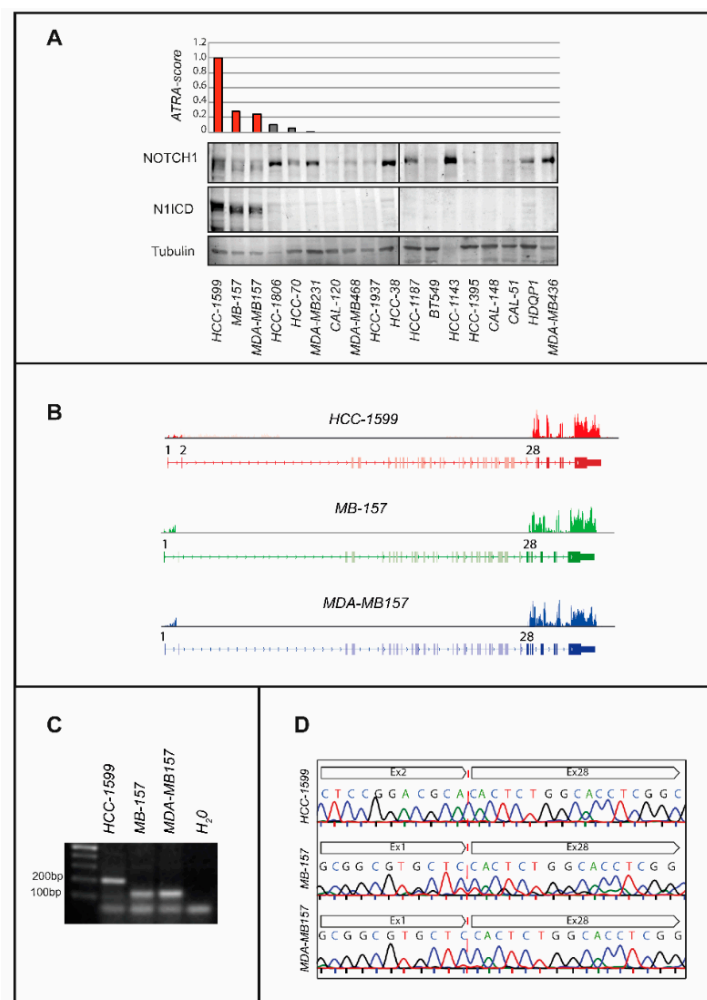 A
ATRA-score
1.2
1.0
0.8
0.6
0.4
0.2
0
NOTCH1
N1ICD
Tubulin
HCC-1599
MB-157
MDA-MB157
HCC-1806
HCC-70
MDA-MB231
CAL-120
MDA-MB468
HCC-1937
HCC-38
HCC-1187
BT549
HCC-1143
HCC-1395
CAL-148
CAL-51
HDQP1
MDA-MB436
B
HCC-1599
1 2 28
MB-157
1 28
MDA-MB157
1 28
C
HCC-1599
MB-157
MDA-MB157
H20
200bp
100bp
D
HCC-1599
Ex2 Ex28
C T C C G G A C G C A C A C T C T G G C A C C T C G G C
MB-157
Ex1 Ex28
G C G G C G T G C T C C A C T C T G G C A C C T C G G
MDA-MB157
Ex1 Ex28
G C G G C G T G C T C C A C T C T G G C A C C T C G G